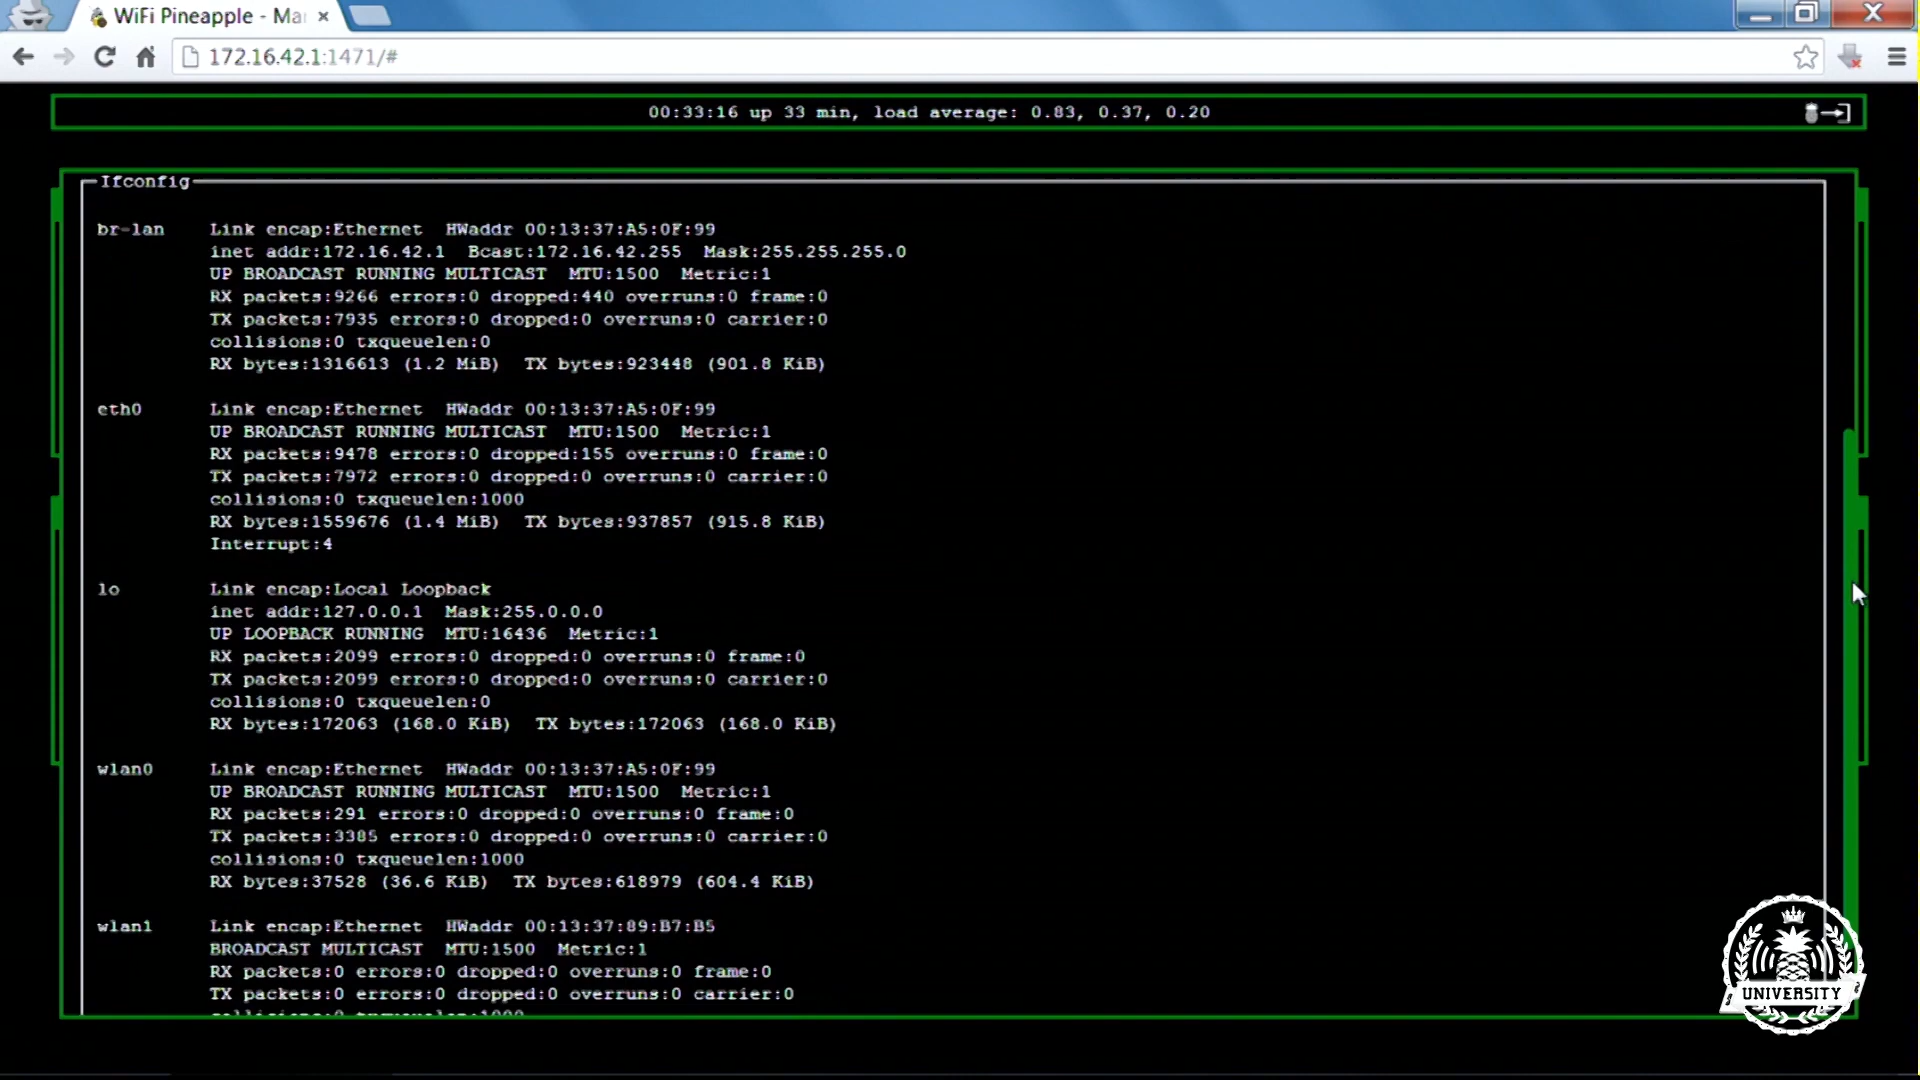 WiFi Pineapple - Ma
172.16.42.1:1471/#
00:33:16 up 33 min, load average: 0.83, 0.37, 0.20
Ifconfig
br-lan Link encap:Ethernet HWaddr 00:13:37:A5:0F:99
inet addr:172.16.42.1 Bcast:172.16.42.255 Mask:255.255.255.0
UP BROADCAST RUNNING MULTICAST MTU:1500 Metric:1
RX packets:9266 errors:0 dropped:440 overruns:0 frame:0
TX packets:7935 errors:0 dropped:0 overruns:0 carrier:0
collisions:0 txqueuelen:0
RX bytes:1316613 (1.2 MiB) TX bytes:923448 (901.8 KiB)
eth0 Link encap:Ethernet HWaddr 00:13:37:A5:0F:99
UP BROADCAST RUNNING MULTICAST MTU:1500 Metric:1
RX packets:9478 errors:0 dropped:155 overruns:0 frame:0
TX packets:7972 errors:0 dropped:0 overruns:0 carrier:0
collisions:0 txqueuelen:1000
RX bytes:1559676 (1.4 MiB) TX bytes:937857 (915.8 KiB)
Interrupt:4
lo Link encap:Local Loopback
inet addr:127.0.0.1 Mask:255.0.0.0
UP LOOPBACK RUNNING MTU:16436 Metric:1
RX packets:2099 errors:0 dropped:0 overruns:0 frame:0
TX packets:2099 errors:0 dropped:0 overruns:0 carrier:0
collisions:0 txqueuelen:0
RX bytes:172063 (168.0 KiB) TX bytes:172063 (168.0 KiB)
wlan0 Link encap:Ethernet HWaddr 00:13:37:A5:0F:99
UP BROADCAST RUNNING MULTICAST MTU:1500 Metric:1
RX packets:291 errors:0 dropped:0 overruns:0 frame:0
TX packets:3385 errors:0 dropped:0 overruns:0 carrier:0
collisions:0 txqueuelen:1000
RX bytes:37528 (36.6 KiB) TX bytes:618979 (604.4 KiB)
wlan1 Link encap:Ethernet HWaddr 00:13:37:89:B7:B5
BROADCAST MULTICAST MTU:1500 Metric:1
RX packets:0 errors:0 dropped:0 overruns:0 frame:0
TX packets:0 errors:0 dropped:0 overruns:0 carrier:0
collisions:0 txqueuelen:1000
UNIVERSITY